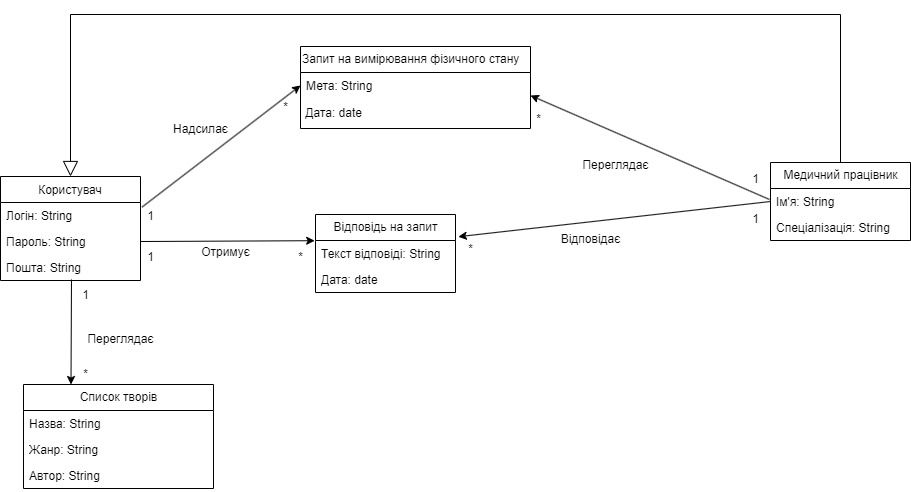 Запит на вимірювання фізичного стану
Мета: String
Дата: date
*
*
Надсилає
Переглядає
Медичний працівник
Ім'я: String
Спеціалізація: String
1
1
Користувач
Логін: String
Пароль: String
Пошта: String
1
1
1
Отримує
*
Відповідь на запит
Текст відповіді: String
Дата: date
*
Відповідає
Переглядає
*
Список творів
Назва: String
Жанр: String
Автор: String